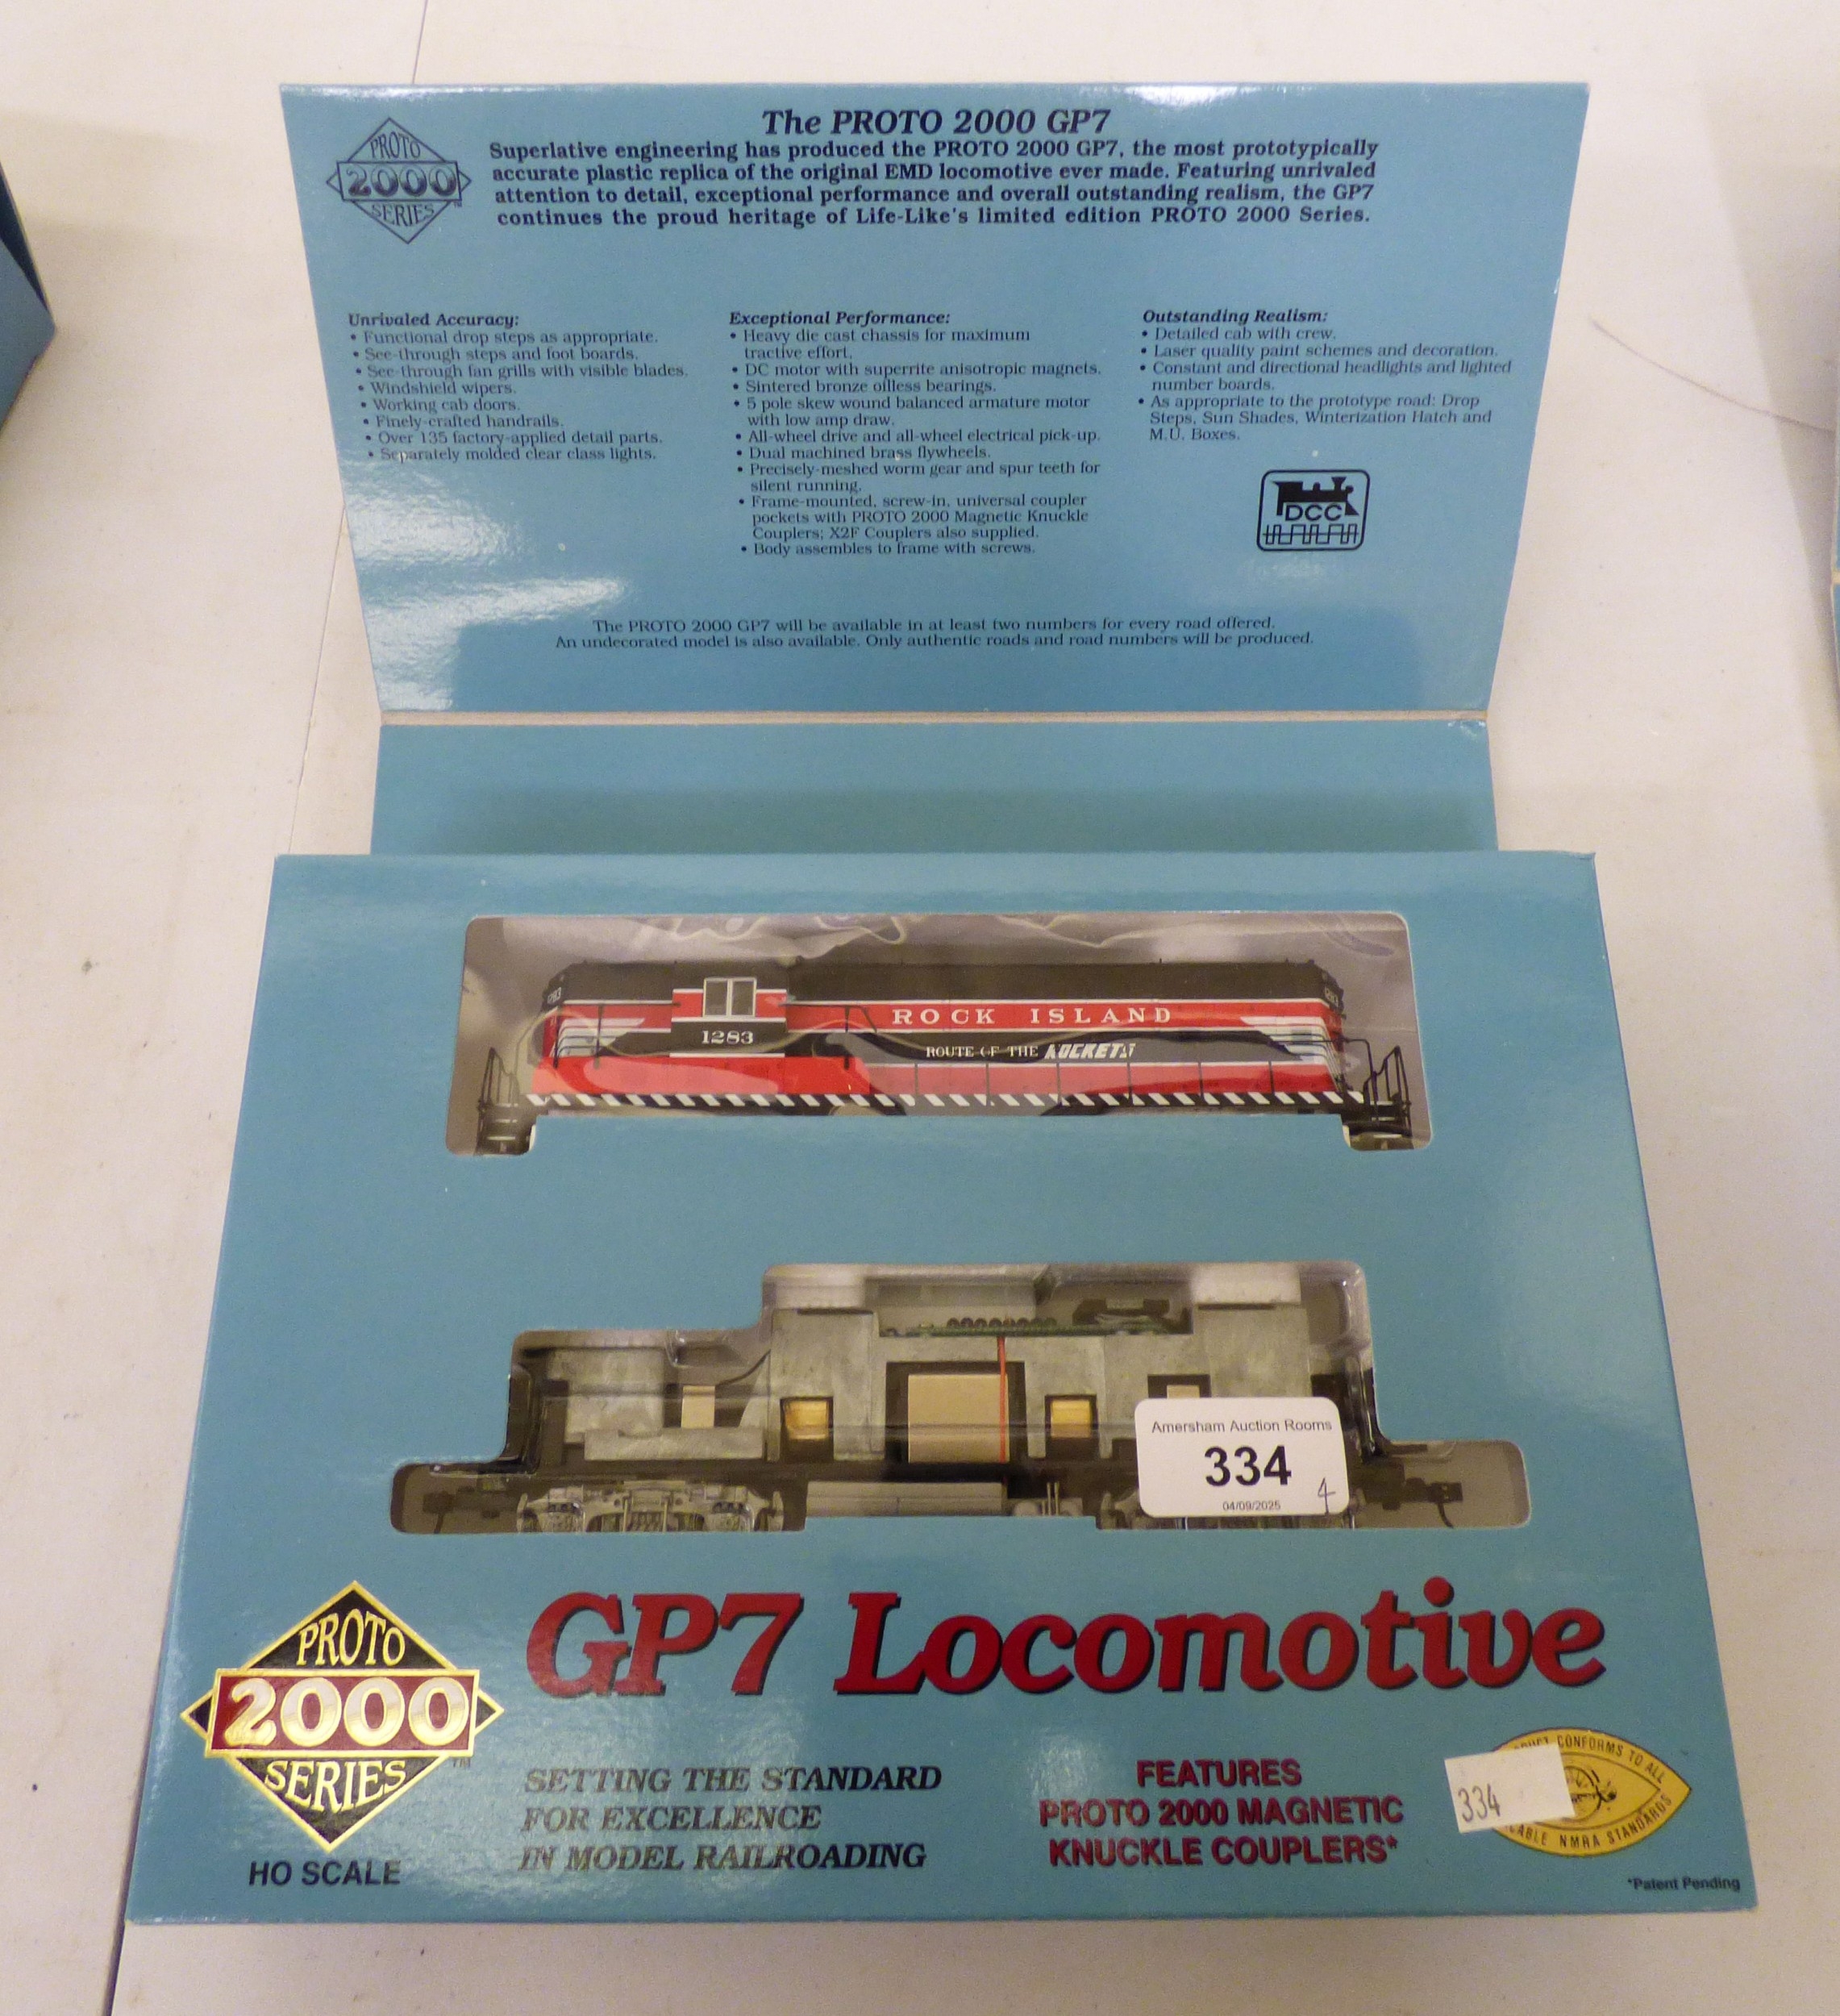 The PROTO 2000 GP7
PROTO
2000
SERIES
™
Superlative engineering has produced the PROTO 2000 GP7, the most prototypically
accurate plastic replica of the original EMD locomotive ever made. Featuring unrivaled
attention to detail, exceptional performance and overall outstanding realism, the GP7
continues the proud heritage of Life-Like's limited edition PROTO 2000 Series.
Unrivaled Accuracy:
• Functional drop steps as appropriate.
• See-through steps and foot boards.
• See-through fan grills with visible blades.
• Windshield wipers.
• Working cab doors.
• Finely-crafted handrails.
• Over 135 factory-applied detail parts.
• Separately molded clear class lights.
Exceptional Performance:
• Heavy die cast chassis for maximum
tractive effort.
• DC motor with superrite anisotropic magnets.
• Sintered bronze oilless bearings.
• 5 pole skew wound balanced armature motor
with low amp draw.
• All-wheel drive and all-wheel electrical pick-up.
• Dual machined brass flywheels.
• Precisely-meshed worm gear and spur teeth for
silent running.
• Frame-mounted, screw-in, universal coupler
pockets with PROTO 2000 Magnetic Knuckle
Couplers; X2F Couplers also supplied.
• Body assembles to frame with screws.
Outstanding Realism:
• Detailed cab with crew.
• Laser quality paint schemes and decoration.
• Constant and directional headlights and lighted
number boards.
• As appropriate to the prototype road: Drop
Steps, Sun Shades, Winterization Hatch and
M.U. Boxes.
DCC
The PROTO 2000 GP7 will be available in at least two numbers for every road offered.
An undecorated model is also available. Only authentic roads and road numbers will be produced.
ROCK ISLAND
1283
ROUTE OF THE ROCKETS
Amersham Auction Rooms
334
04/09/2025
4
GP7 Locomotive
PROTO
2000
SERIES
™
HO SCALE
SETTING THE STANDARD
FOR EXCELLENCE
IN MODEL RAILROADING
FEATURES
PROTO 2000 MAGNETIC
KNUCKLE COUPLERS*
CONFORMS TO ALL
NMRA STANDARDS
334
*Patent Pending